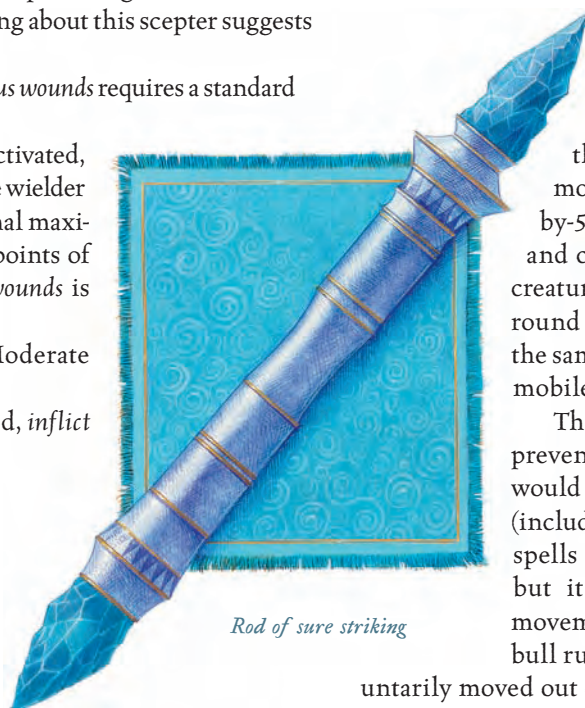 ng about this scepter suggests
us wounds requires a standard
ctivated,
e wielder
nal maxi-
points of
wounds is
Moderate
d, inflict
Rod of sure striking
th
mo
by-5
and o
creatur
round
the san
mobile
Th
preven
would
(includ
spells
but it
movem
bull ru
untarily moved out